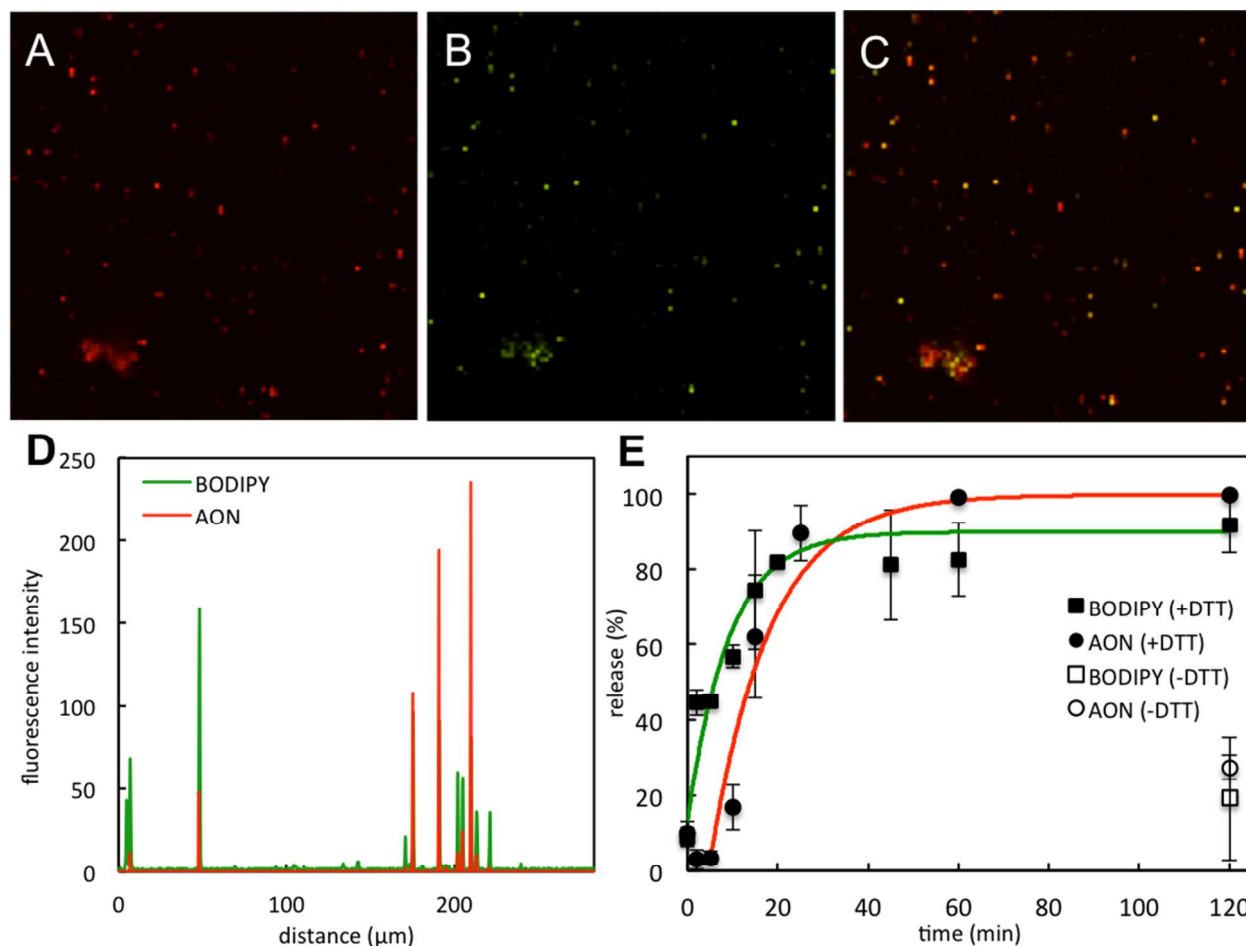 A
B
C
D
250
200
150
100
50
0
BODIPY
AON
fluorescence intensity
0
100
200
distance (µm)
E
100
80
60
40
20
0
release (%)
BODIPY (+DTT)
AON (+DTT)
BODIPY (-DTT)
AON (-DTT)
0
20
40
60
80
100
120
time (min)